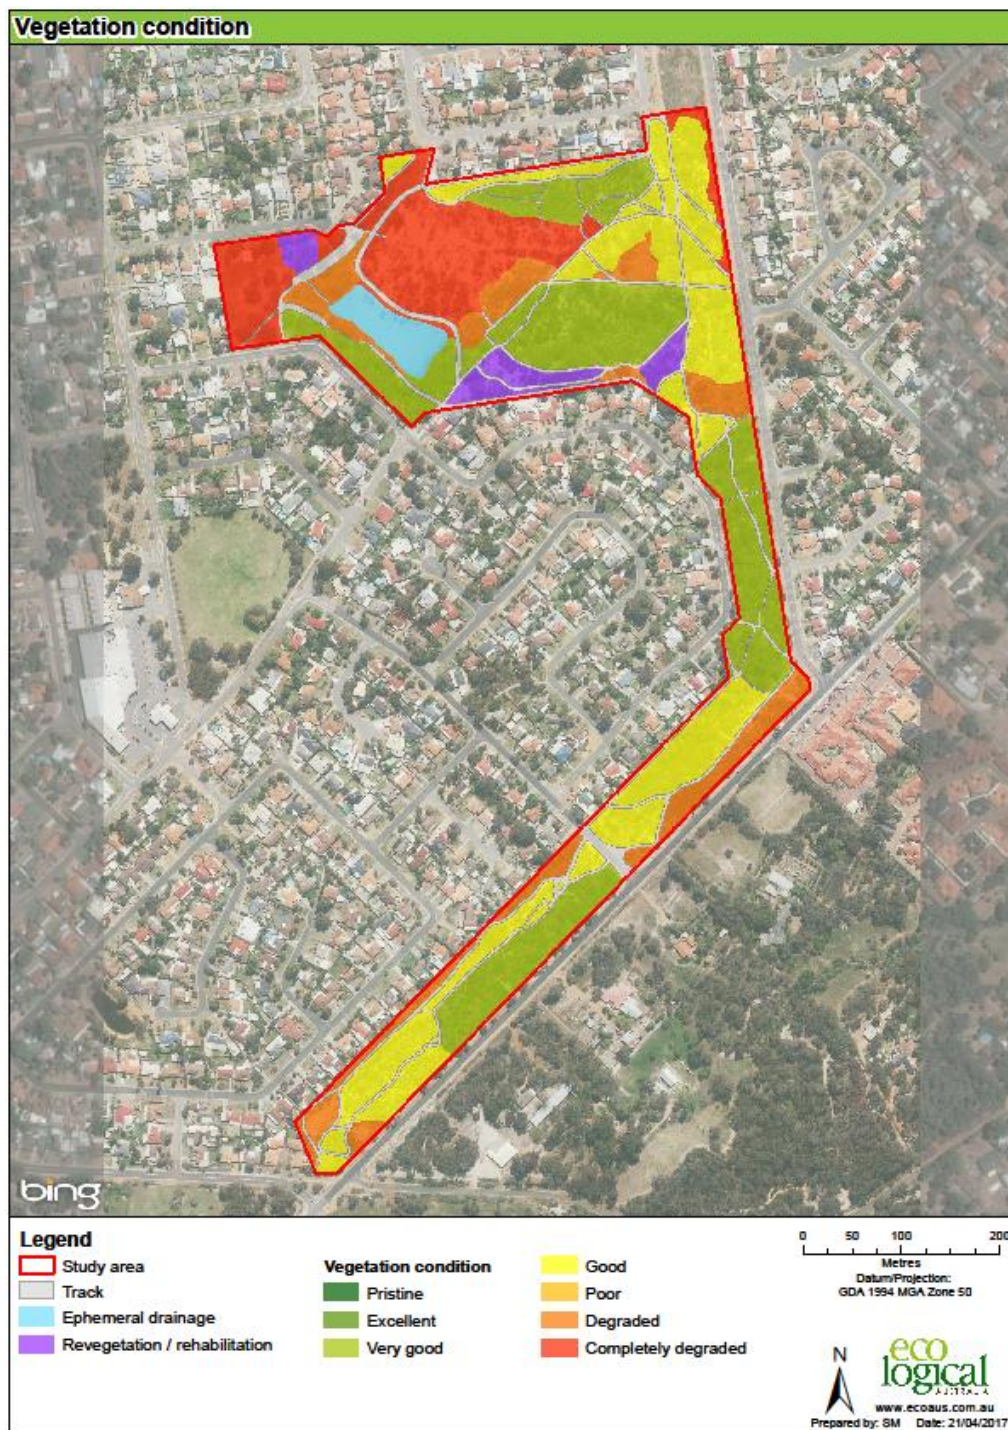 Vegetation condition
bing
Legend
Study area
Track
Ephemeral drainage
Revegetation / rehabilitation
Vegetation condition
Pristine
Excellent
Very good
Good
Poor
Degraded
Completely degraded
0 50 100 200
Metres
Datum/Projection:
GDA 1994 MGA Zone 50
N
eco
logical
AUSTRALIA
www.ecoaus.com.au
Prepared by: SM Date: 21/04/2017